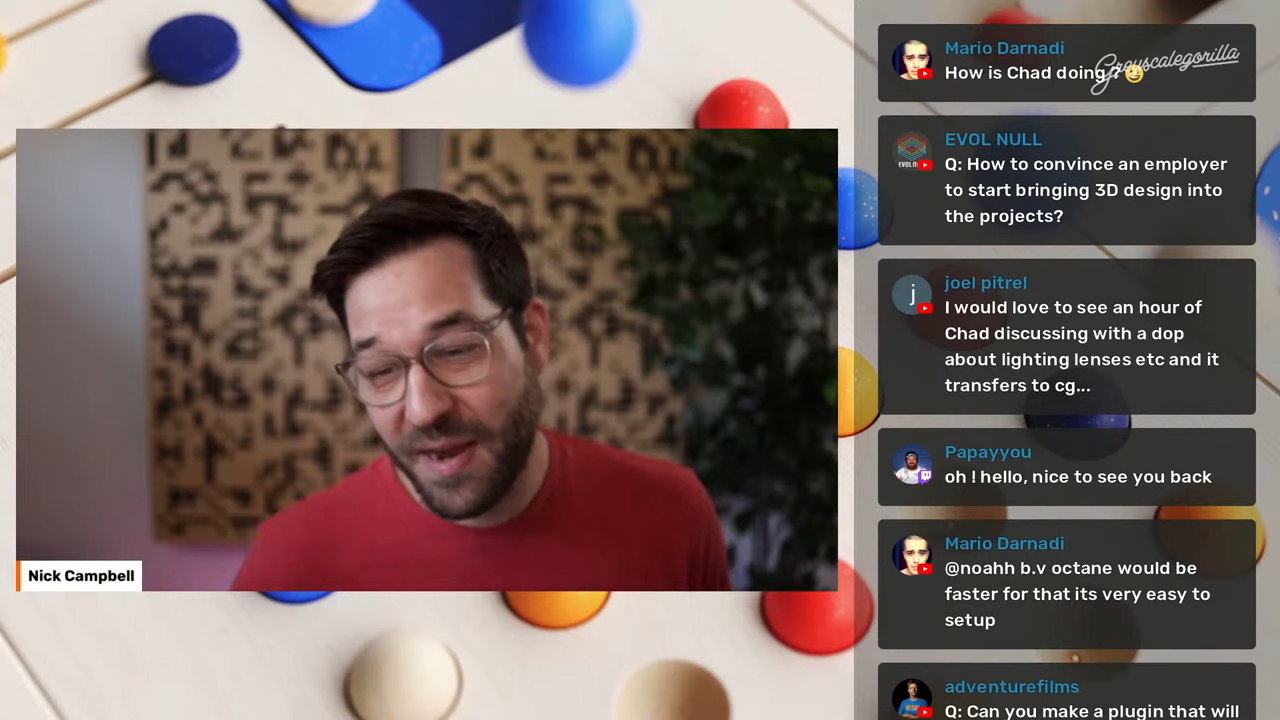 Nick Campbell
Greyscalegorilla
Mario Darnadi
How is Chad doing ?
EVOL NULL
Q: How to convince an employer
to start bringing 3D design into
the projects?
j
joel pitrel
I would love to see an hour of
Chad discussing with a dop
about lighting lenses etc and it
transfers to cg...
Papayyou
oh ! hello, nice to see you back
Mario Darnadi
@noahh b.v octane would be
faster for that its very easy to
setup
adventurefilms
Q: Can you make a plugin that will